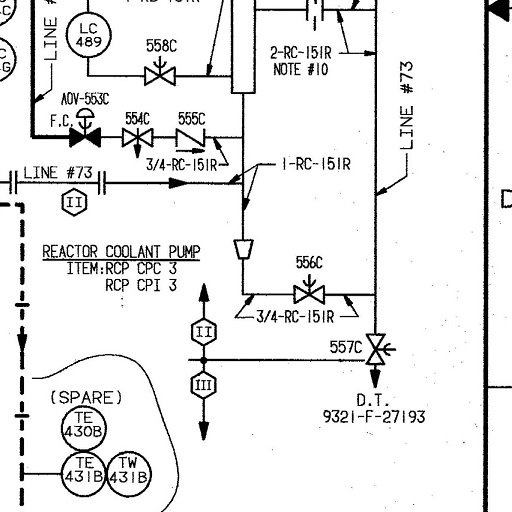 LINE #
LC
489
558C
2-RC-151R
NOTE #10
LINE #73
AOV-553C
F.C.
554C
555C
3/4-RC-151R
1-RC-151R
LINE #73
II
REACTOR COOLANT PUMP
ITEM:RCP CPC 3
RCP CPI 3
556C
3/4-RC-151R
II
557C
III
D.T.
9321-F-27193
(SPARE)
TE
430B
TE
431B
TW
431B